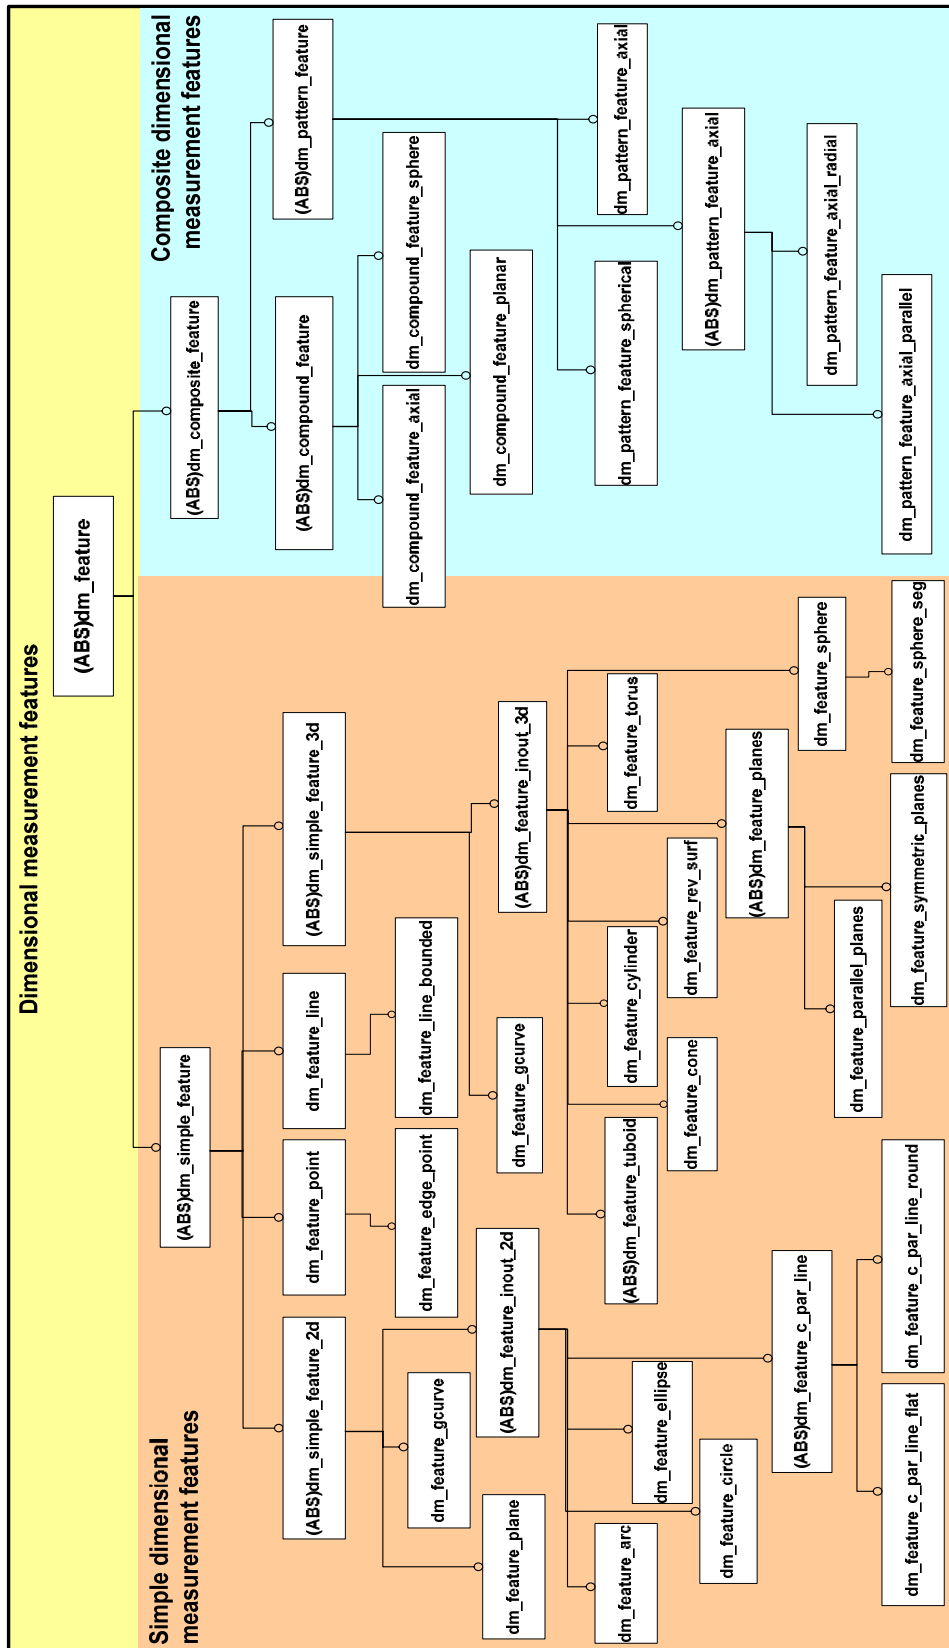 Dimensional measurement features
(ABS)dm_feature
Simple dimensional
measurement features
Composite dimensional
measurement features
(ABS)dm_simple_feature
(ABS)dm_composite_feature
(ABS)dm_simple_feature_2d
dm_feature_point
dm_feature_line
(ABS)dm_simple_feature_3d
(ABS)dm_compound_feature
(ABS)dm_pattern_feature
dm_feature_plane
dm_feature_gcurve
dm_feature_edge_point
dm_feature_line_bounded
dm_compound_feature_axial
dm_compound_feature_sphere
dm_compound_feature_planar
(ABS)dm_feature_inout_2d
dm_feature_gcurve
(ABS)dm_feature_inout_3d
dm_feature_arc
dm_feature_ellipse
dm_feature_circle
(ABS)dm_feature_tuboid
dm_feature_cone
dm_feature_cylinder
dm_feature_rev_surf
dm_feature_torus
dm_pattern_feature_spherical
dm_pattern_feature_axial
(ABS)dm_pattern_feature_axial
(ABS)dm_feature_c_par_line
(ABS)dm_feature_planes
dm_feature_sphere
dm_pattern_feature_axial_radial
dm_feature_parallel_planes
dm_feature_c_par_line_flat
dm_feature_c_par_line_round
dm_feature_symmetric_planes
dm_feature_sphere_seg
dm_pattern_feature_axial_parallel